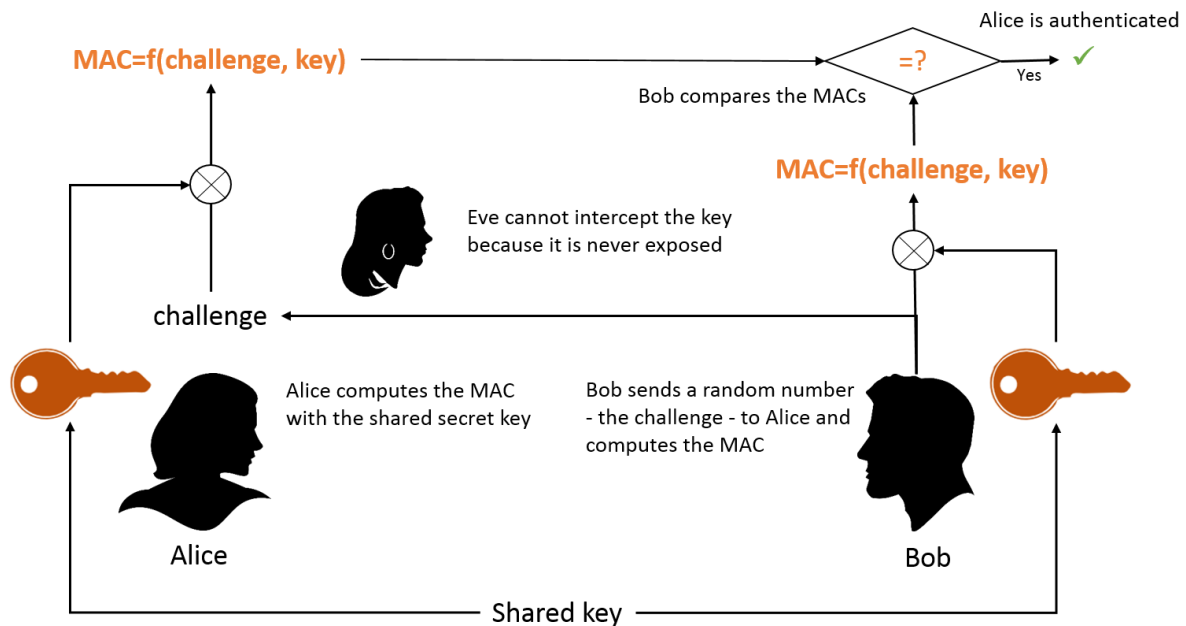 Alice is authenticated
MAC=f(challenge, key)
=?
Yes
Bob compares the MACs
MAC=f(challenge, key)
Eve cannot intercept the key
because it is never exposed
challenge
Alice computes the MAC
with the shared secret key
Bob sends a random number
- the challenge - to Alice and
computes the MAC
Alice
Bob
Shared key